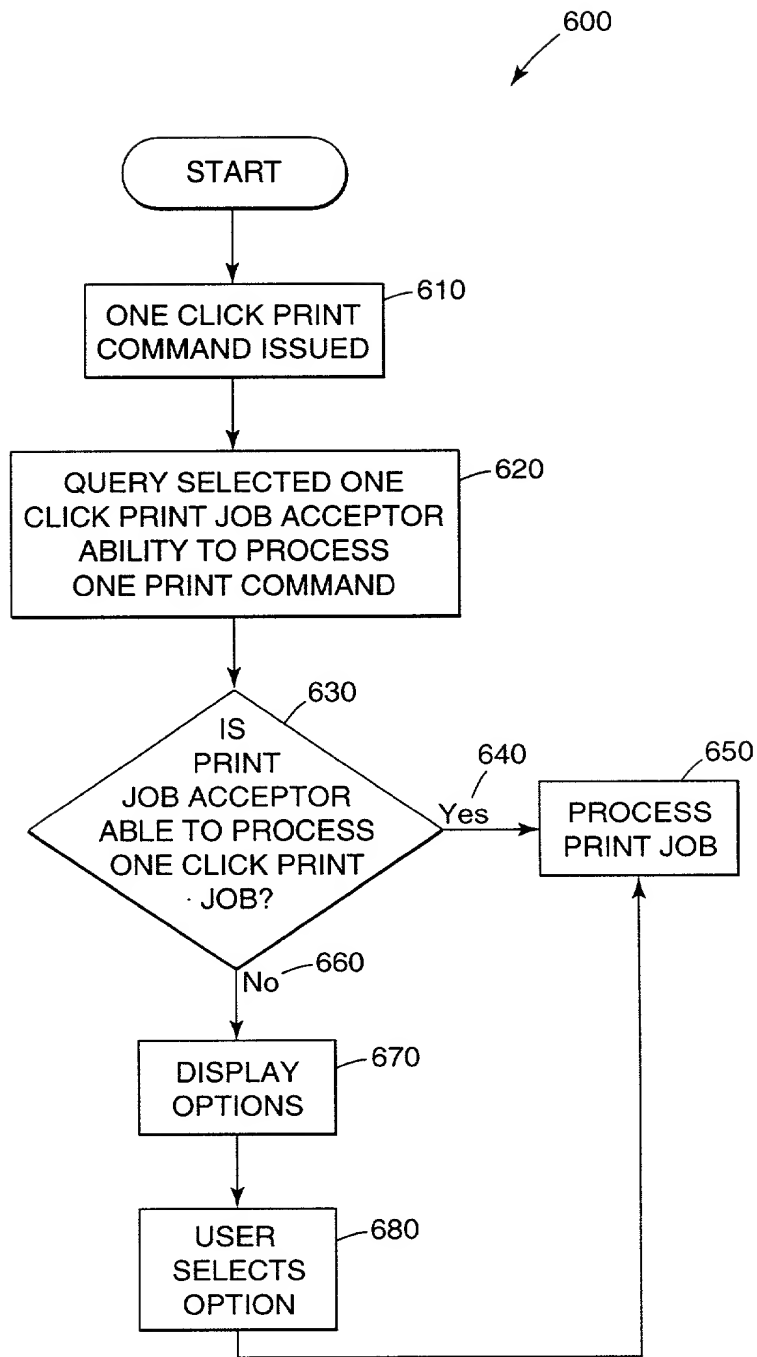 600
START
610
ONE CLICK PRINT
COMMAND ISSUED
620
QUERY SELECTED ONE
CLICK PRINT JOB ACCEPTOR
ABILITY TO PROCESS
ONE PRINT COMMAND
630
IS
PRINT
JOB ACCEPTOR
ABLE TO PROCESS
ONE CLICK PRINT
JOB?
640
Yes
650
PROCESS
PRINT JOB
660
No
670
DISPLAY
OPTIONS
680
USER
SELECTS
OPTION